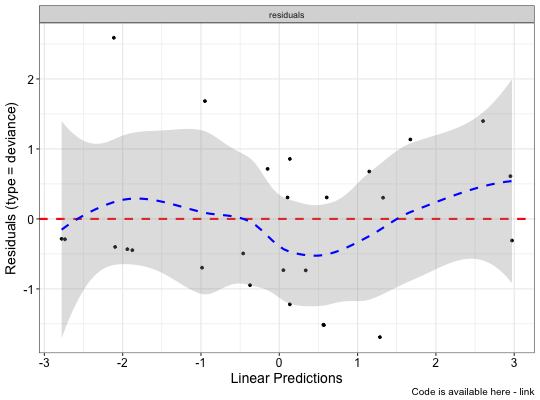 residuals
2
1
0
-1
Residuals (type = deviance)
-3
-2
-1
0
1
2
3
Linear Predictions
Code is available here - link